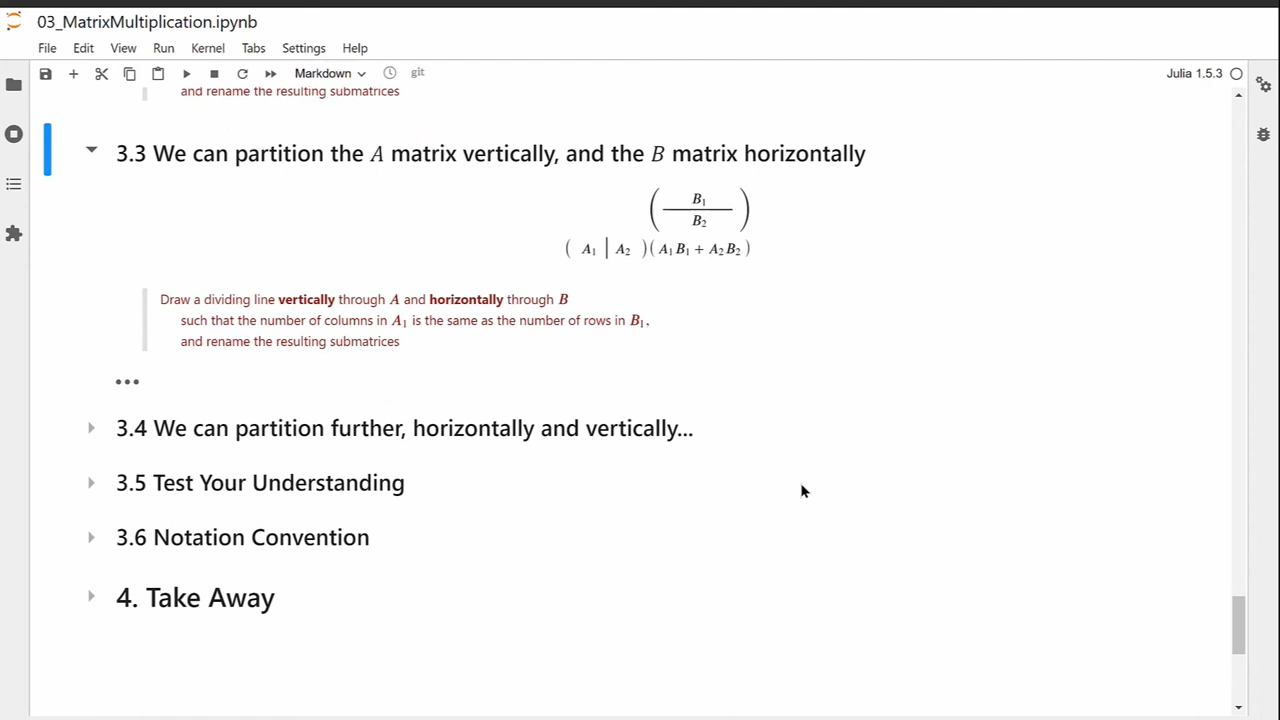 03_MatrixMultiplication.ipynb
File Edit View Run Kernel Tabs Settings Help
Markdown git Julia 1.5.3
and rename the resulting submatrices
3.3 We can partition the A matrix vertically, and the B matrix horizontally
B₁
B₂
( A₁ | A₂ ) ( A₁B₁ + A₂B₂ )
Draw a dividing line vertically through A and horizontally through B
such that the number of columns in A₁ is the same as the number of rows in B₁,
and rename the resulting submatrices
•••
3.4 We can partition further, horizontally and vertically...
3.5 Test Your Understanding
3.6 Notation Convention
4. Take Away